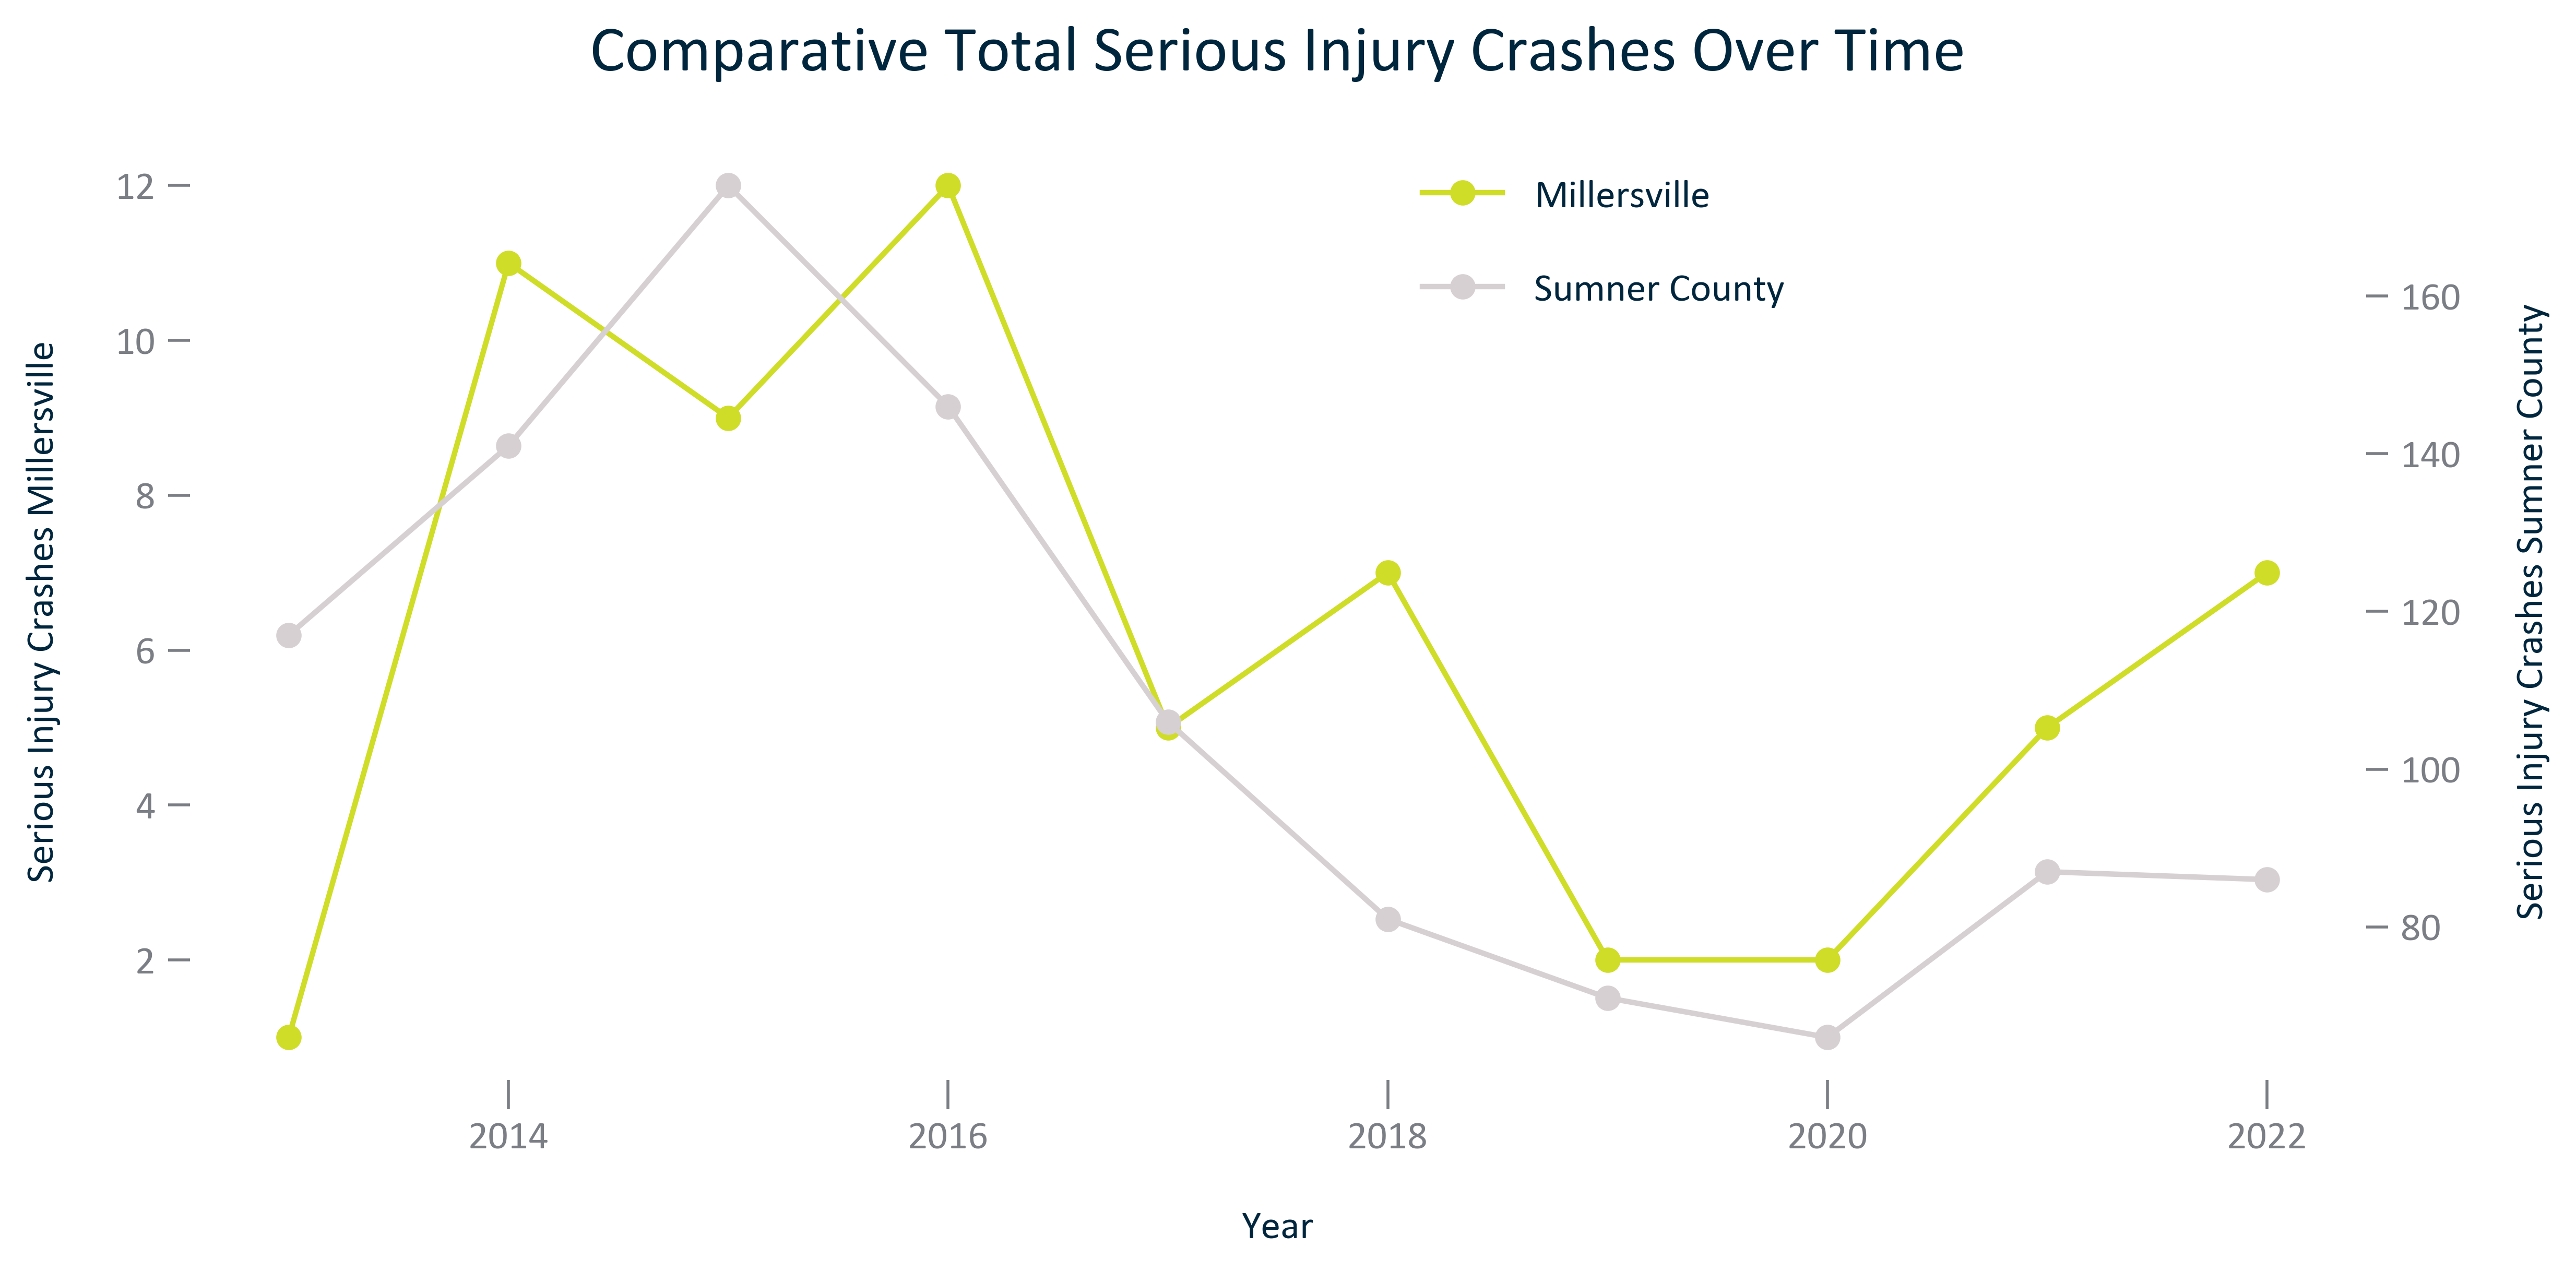 Comparative Total Serious Injury Crashes Over Time
Millersville
Sumner County
Serious Injury Crashes Millersville
12
10
8
6
4
2
160
140
120
100
80
Serious Injury Crashes Sumner County
2014
2016
2018
2020
2022
Year